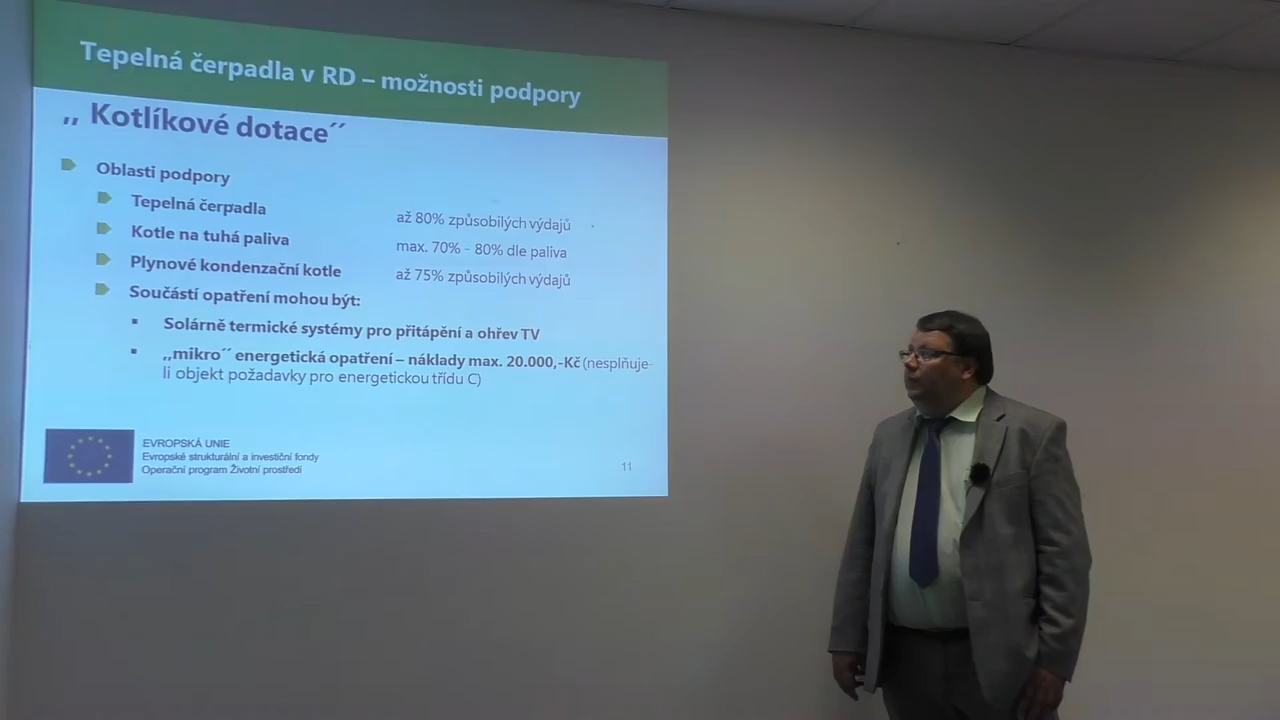 Tepelná čerpadla v RD – možnosti podpory
,, Kotlíkové dotace´´
Oblasti podpory
Tepelná čerpadla až 80% způsobilých výdajů
Kotle na tuhá paliva max. 70% - 80% dle paliva
Plynové kondenzační kotle až 75% způsobilých výdajů
Součástí opatření mohou být:
Solárně termické systémy pro přitápění a ohřev TV
,,mikro´´ energetická opatření – náklady max. 20.000,-Kč (nesplňuje-
li objekt požadavky pro energetickou třídu C)
EVROPSKÁ UNIE
Evropské strukturální a investiční fondy
Operační program Životní prostředí
11